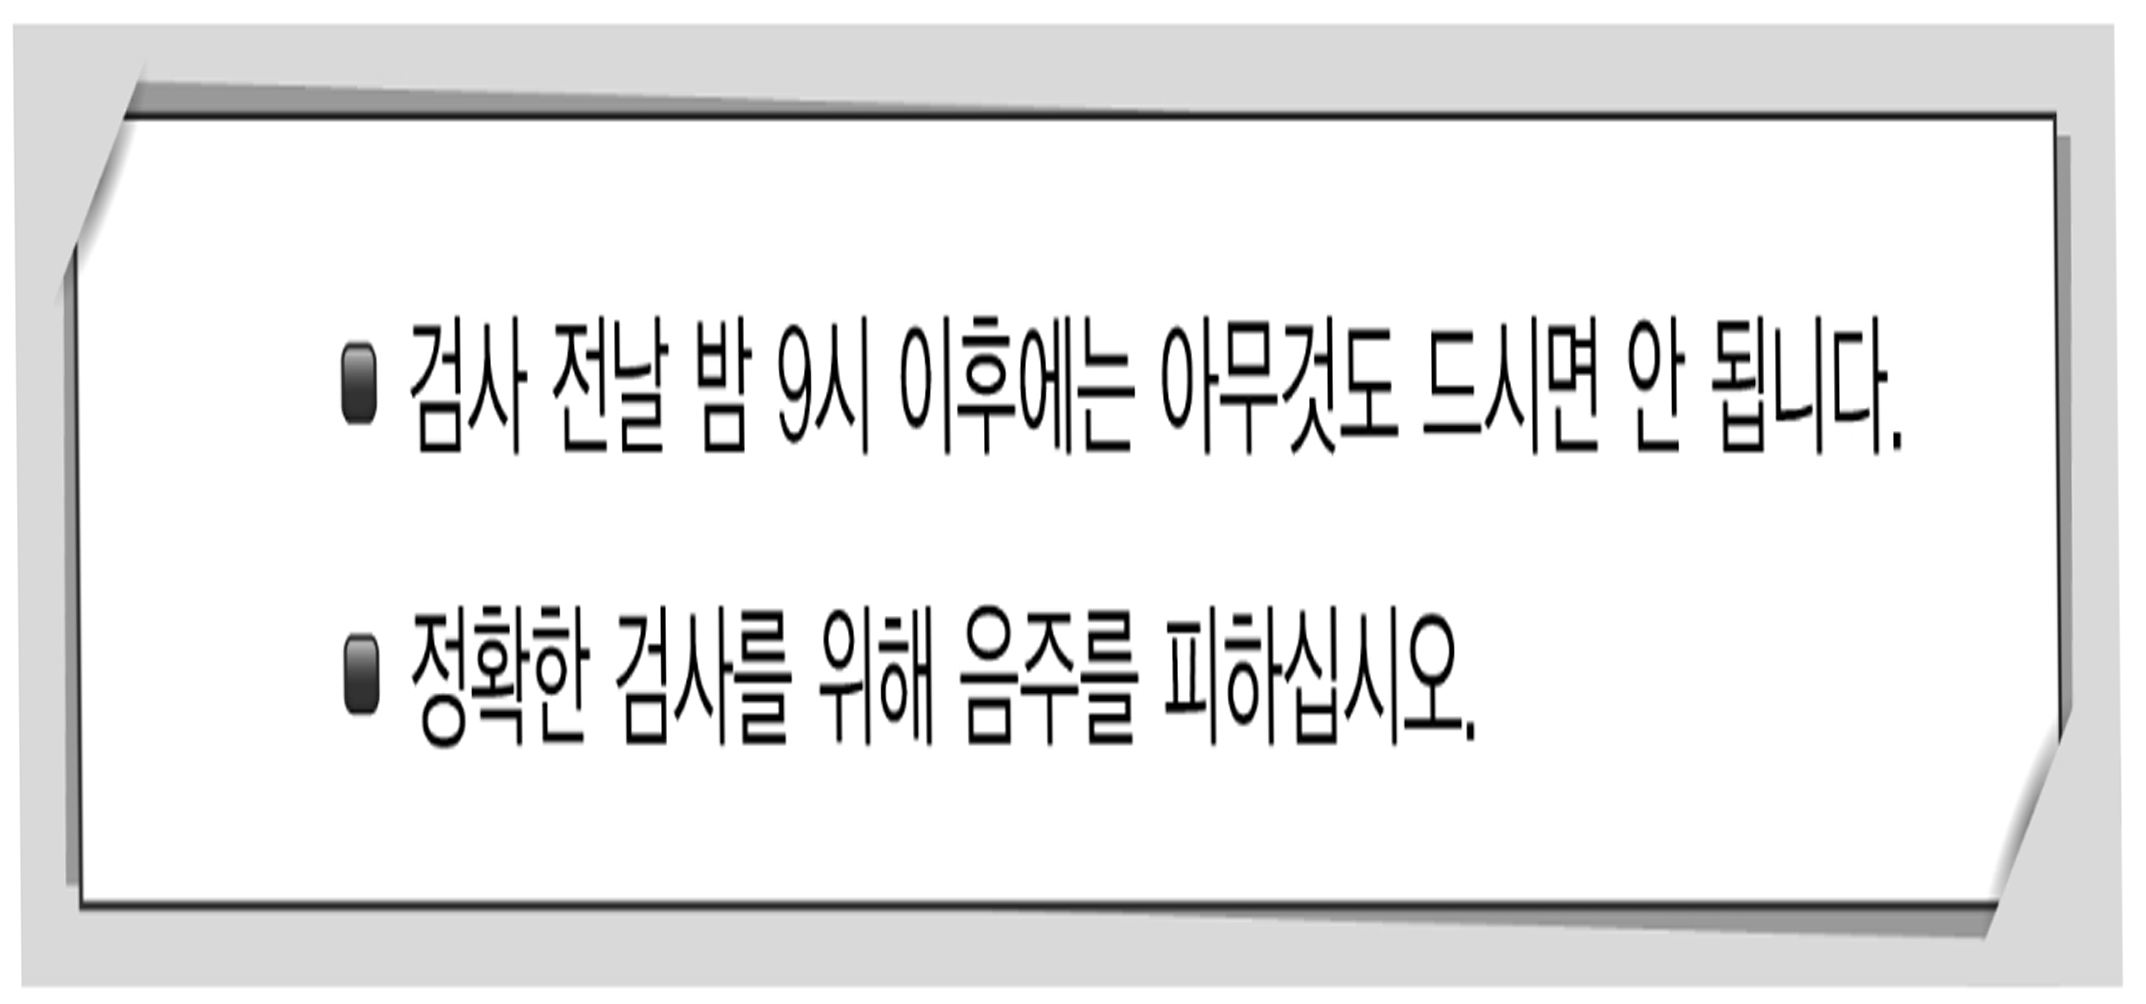 검사 전날 밤 9시 이후에는 아무것도 드시면 안 됩니다.
정확한 검사를 위해 음주를 피하십시오.